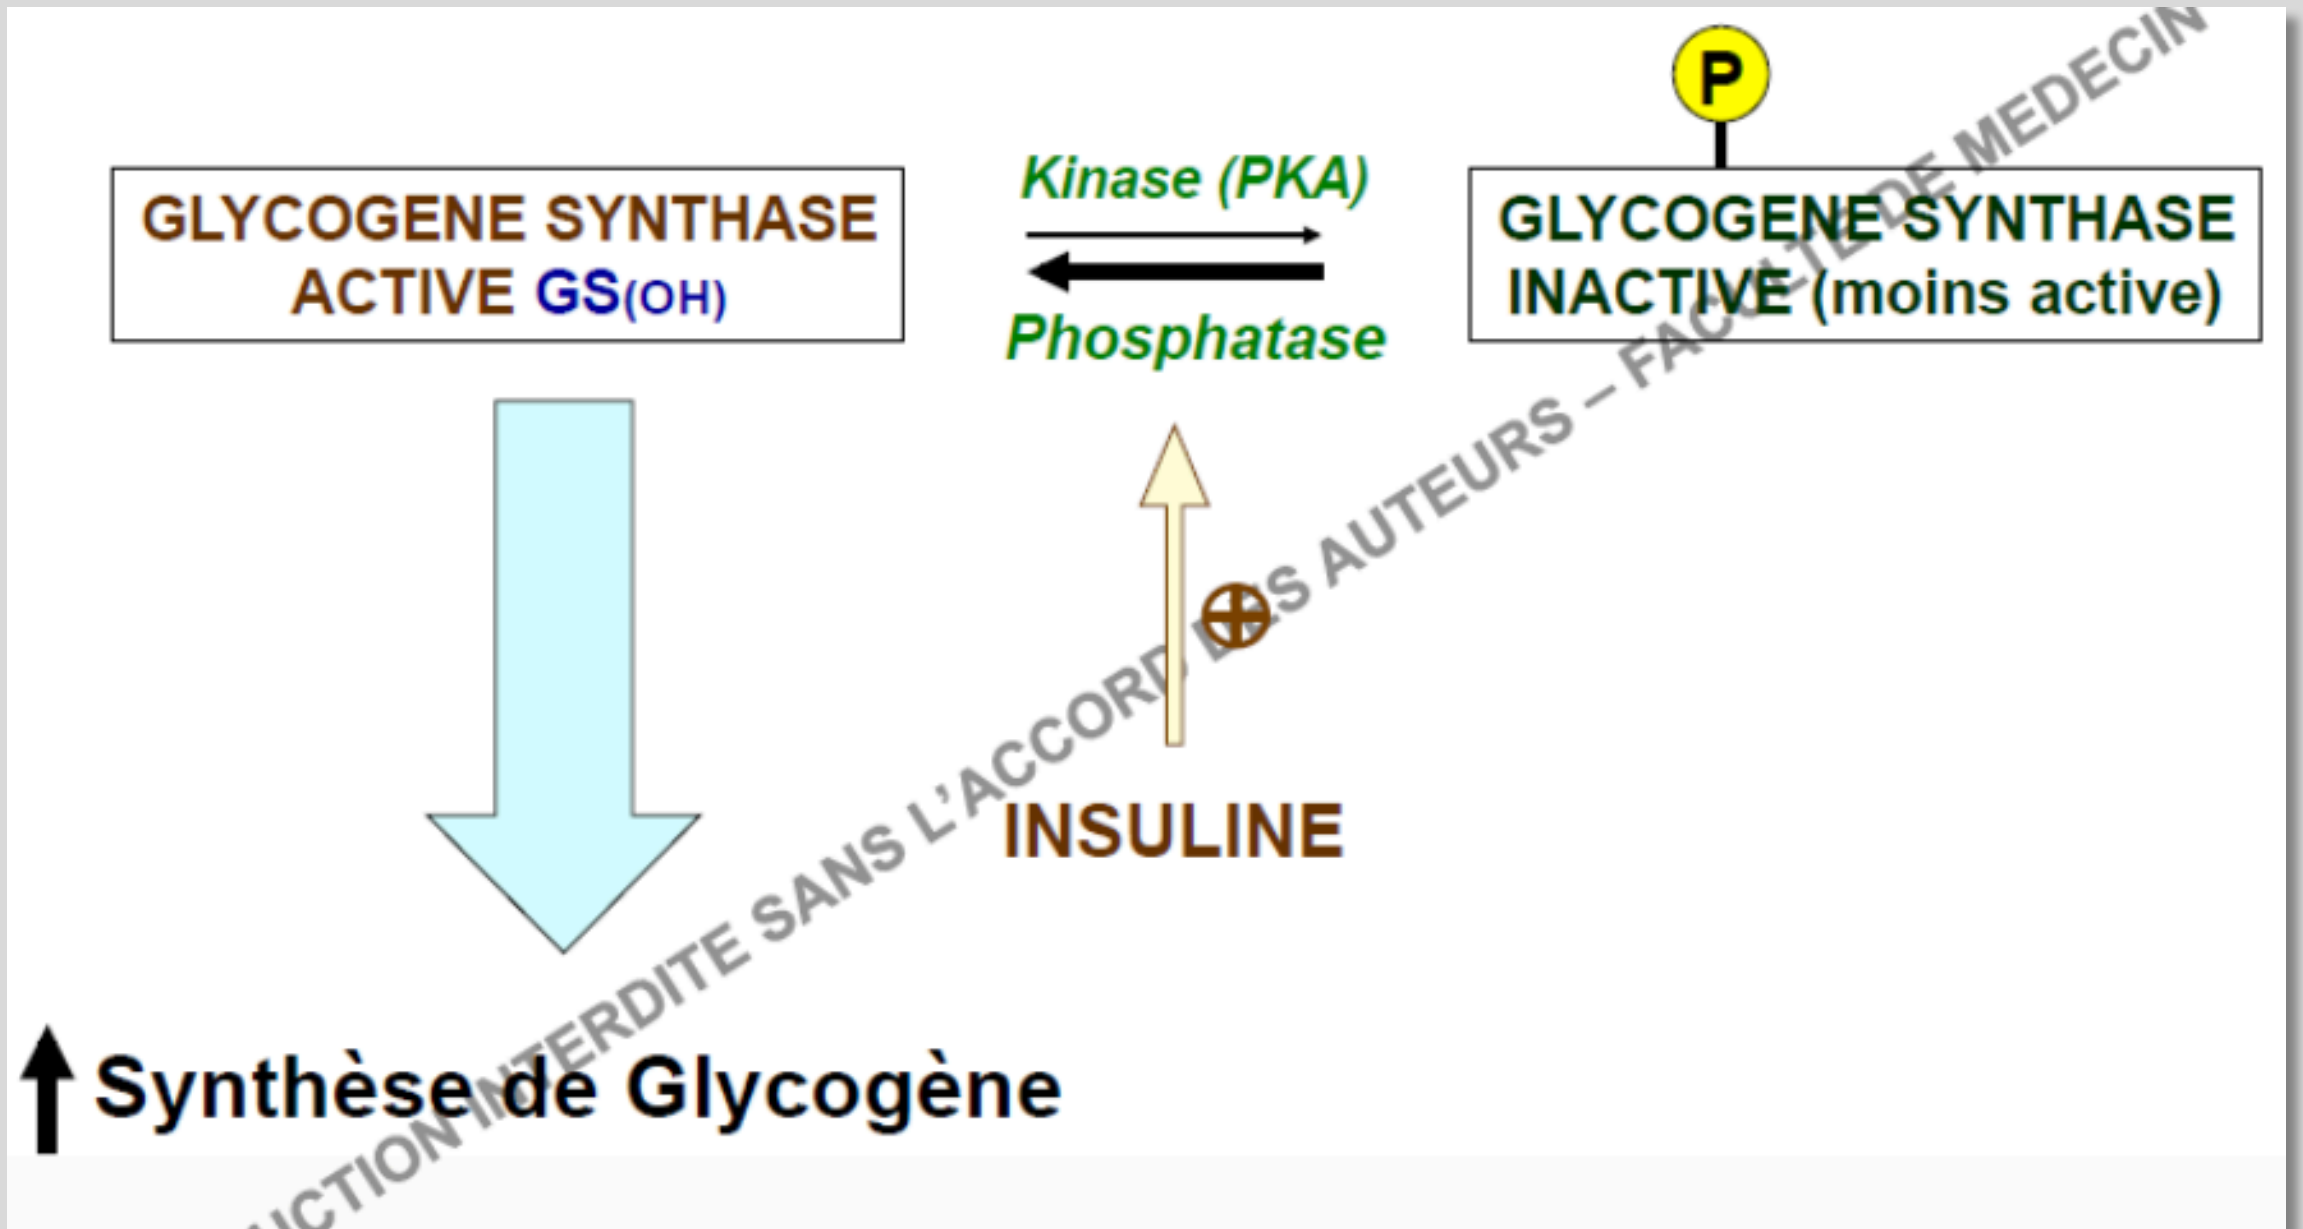 P
GLYCOGENE SYNTHASE
ACTIVE GS(OH)
Kinase (PKA)
Phosphatase
GLYCOGENE SYNTHASE
INACTIVE (moins active)
INSULINE
Synthèse de Glycogène
UCTION INTERDITE SANS L’ACCORD DES AUTEURS – FACULTE DE MEDECIN